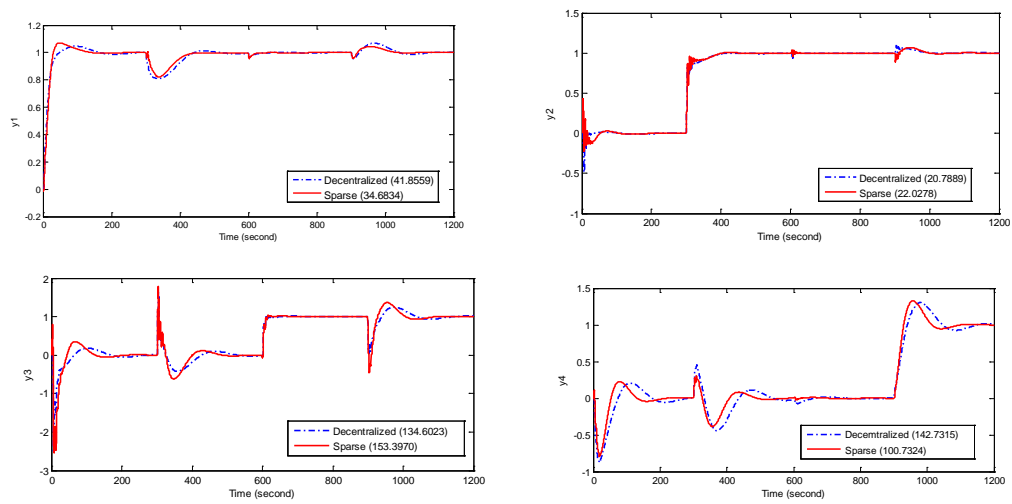 1.2
1
0.8
0.6
0.4
0.2
0
-0.2
y1
Decentralized (41.8559)
Sparse (34.6834)
0 200 400 600 800 1000 1200
Time (second)
1.5
1
0.5
0
-0.5
-1
y2
Decentralized (20.7889)
Sparse (22.0278)
0 200 400 600 800 1000 1200
Time (second)
2
1
0
-1
-2
-3
y3
Decentralized (134.6023)
Sparse (153.3970)
0 200 400 600 800 1000 1200
Time (second)
1.5
1
0.5
0
-0.5
-1
y4
Decemtralized (142.7315)
Sparse (100.7324)
0 200 400 600 800 1000 1200
Time (second)